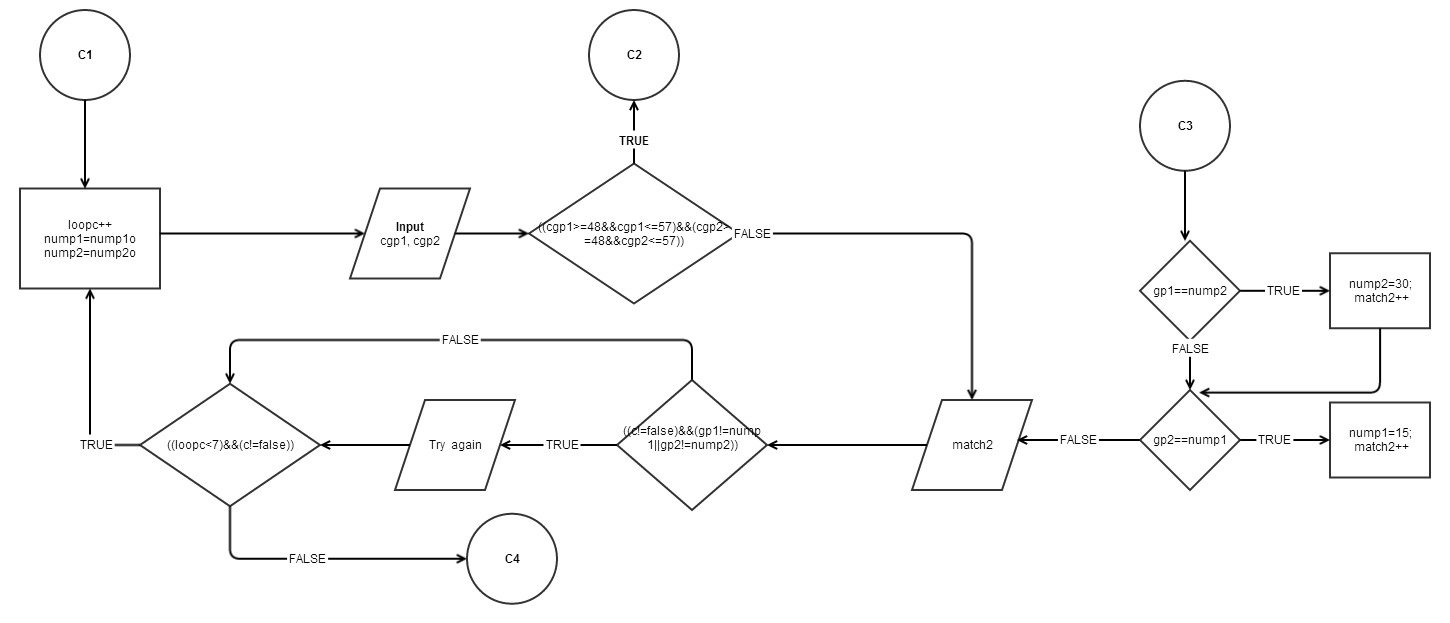 C1
C2
C3
TRUE
loopc++
nump1=nump1o
nump2=nump2o
Input
cgp1, cgp2
((cgp1>=48&&cgp1<=57)&&(cgp2>
=48&&cgp2<=57))
FALSE
gp1==nump2
TRUE
nump2=30;
match2++
FALSE
FALSE
TRUE
((loopc<7)&&(c!=false))
Try again
TRUE
((c!=false)&&(gp1!=nump
1||gp2!=nump2))
match2
FALSE
gp2==nump1
TRUE
nump1=15;
match2++
FALSE
C4